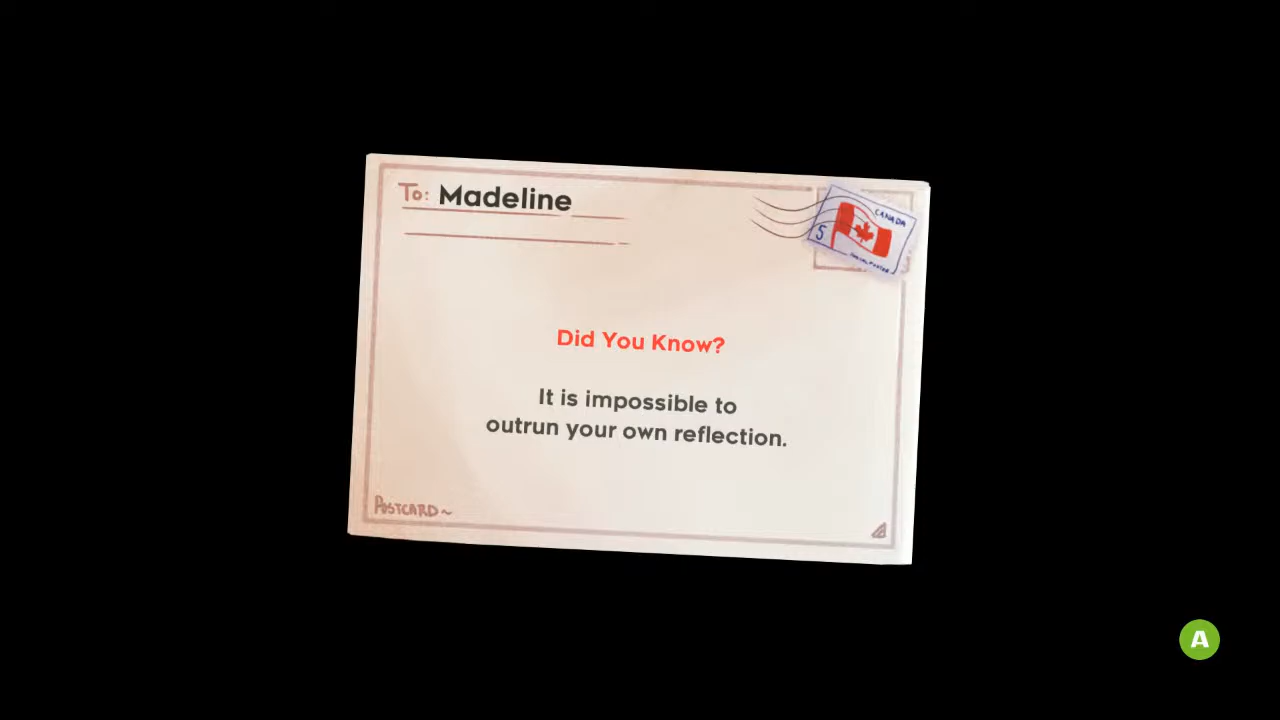 To: Madeline
CANADA
5
Did You Know?
It is impossible to
outrun your own reflection.
POSTCARD~
A